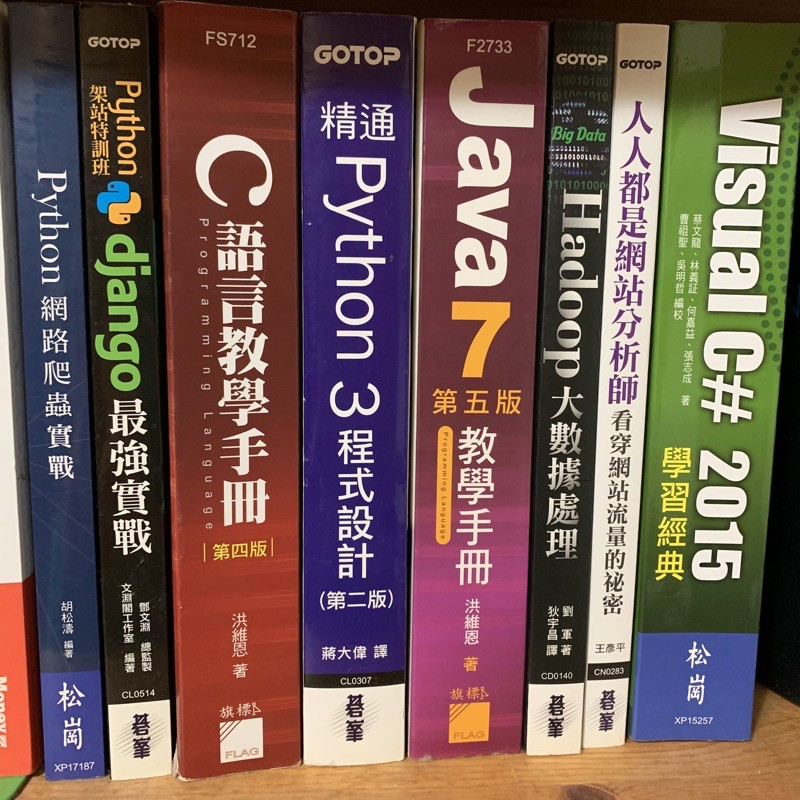 Money
Python 網路爬蟲實戰
胡松濤 編著
松崗
XP17187
GOTOP
Python
架站特訓班
django 最強實戰
鄧文淵 總監製
文淵閣工作室 編著
CL0514
碁峯
FS712
C 語言教學手冊
Programming Language
第四版
洪維恩 著
旗標
FLAG
GOTOP
精通
Python 3 程式設計
(第二版)
蔣大偉 譯
CL0307
碁峯
F2733
Java 7
第五版
教學手冊
Programming Language
洪維恩 著
旗標
FLAG
GOTOP
Big Data
Hadoop 大數據處理
劉軍 著
狄宇昌 譯
CD0140
碁峯
GOTOP
人人都是網站分析師
看穿網站流量的祕密
王彥平
CN0283
碁峯
Visual C# 2015
學習經典
蔡文龍、林義証、何嘉益、張志成 著
曹祖聖、吳明哲 編校
松崗
XP15257